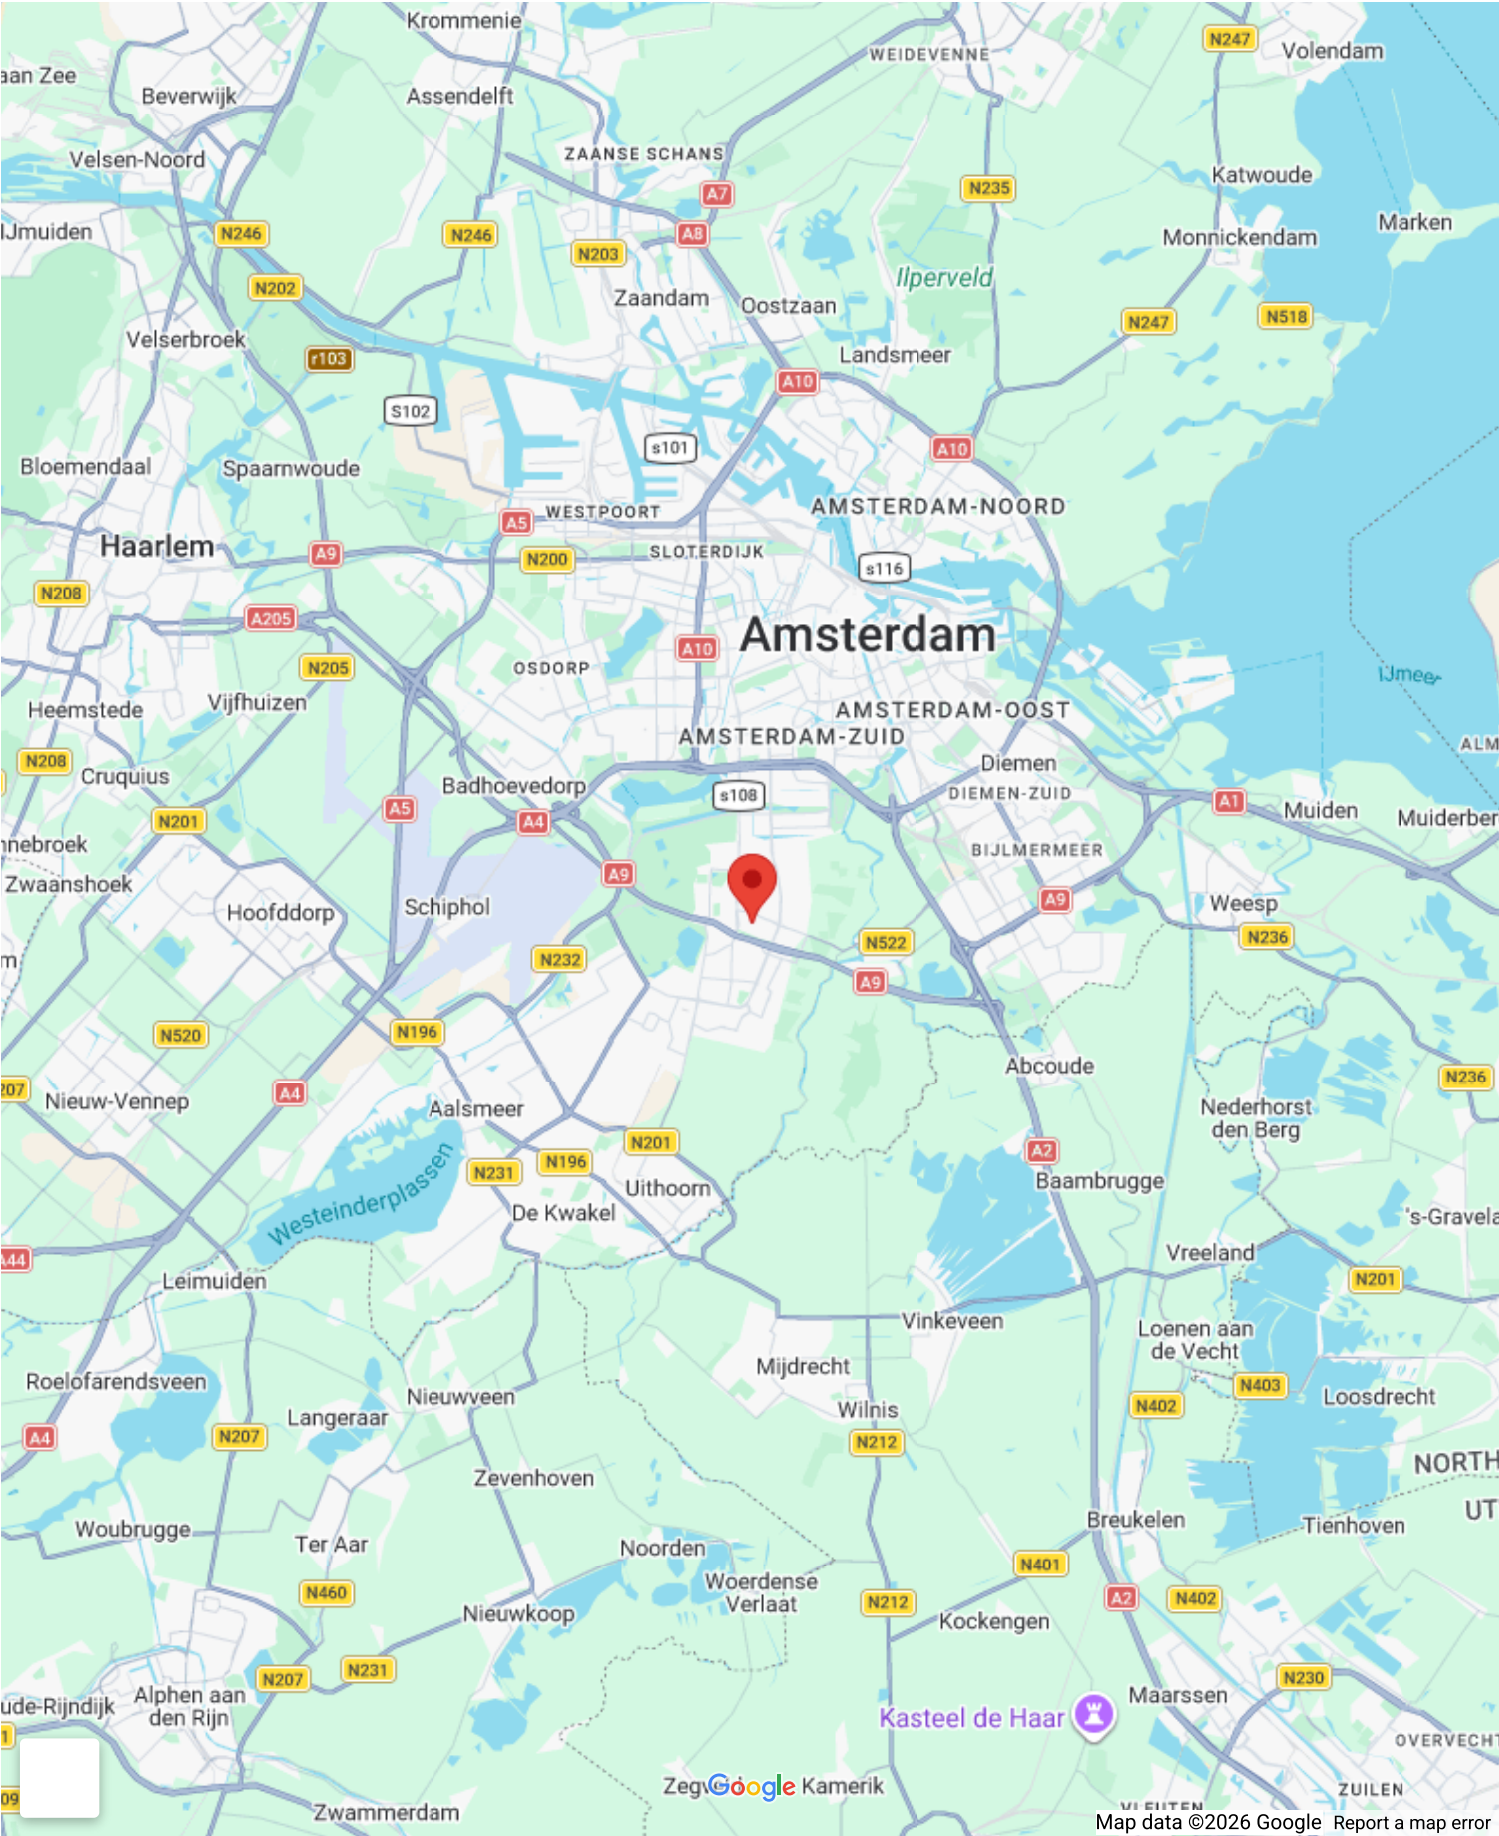 Krommenie
WEIDEVENNE
N247
Volendam
aan Zee
Beverwijk
Assendelft
Velsen-Noord
ZAANSE SCHANS
A7
N235
Katwoude
IJmuiden
N246
N246
N203
A8
Monnickendam
Marken
N202
Zaandam
Oostzaan
Ilperveld
N247
N518
Velserbroek
r103
Landsmeer
A10
S102
s101
A10
Bloemendaal
Spaarnwoude
A5
WESTPOORT
AMSTERDAM-NOORD
Haarlem
A9
N200
SLOTERDIJK
s116
N208
A205
Amsterdam
A10
N205
OSDORP
IJmeer
Heemstede
Vijfhuizen
AMSTERDAM-OOST
AMSTERDAM-ZUID
ALM
N208
Cruquius
Badhoevedorp
Diemen
s108
DIEMEN-ZUID
A5
A4
A1
Muiden
Muiderber
N201
nnebroek
BIJLMERMEER
Zwaanshoek
A9
A9
Weesp
Hoofddorp
Schiphol
N522
N236
m
N232
A9
N520
N196
Abcoude
207
Nieuw-Vennep
A4
Aalsmeer
N236
Nederhorst
den Berg
N201
A2
Westeinderplassen
N231
N196
Uithoorn
Baambrugge
De Kwakel
's-Gravela
A44
Vreeland
Leimuiden
N201
Vinkeveen
Loenen aan
de Vecht
Mijdrecht
Roelofarendsveen
Nieuwveen
N403
Loosdrecht
N402
Langeraar
Wilnis
A4
N207
N212
NORTH
Zevenhoven
UT
Woubrugge
Ter Aar
Breukelen
Tienhoven
Noorden
N401
Woerdense
Verlaat
N460
N212
A2
N402
Nieuwkoop
Kockengen
N207
N231
N230
ude-Rijndijk
Alphen aan
den Rijn
Maarssen
Kasteel de Haar
1
OVERVECHT
Google
Kamerik
ZUILEN
09
Zwammerdam
VLEUTEN
Map data ©2026 Google
Report a map error